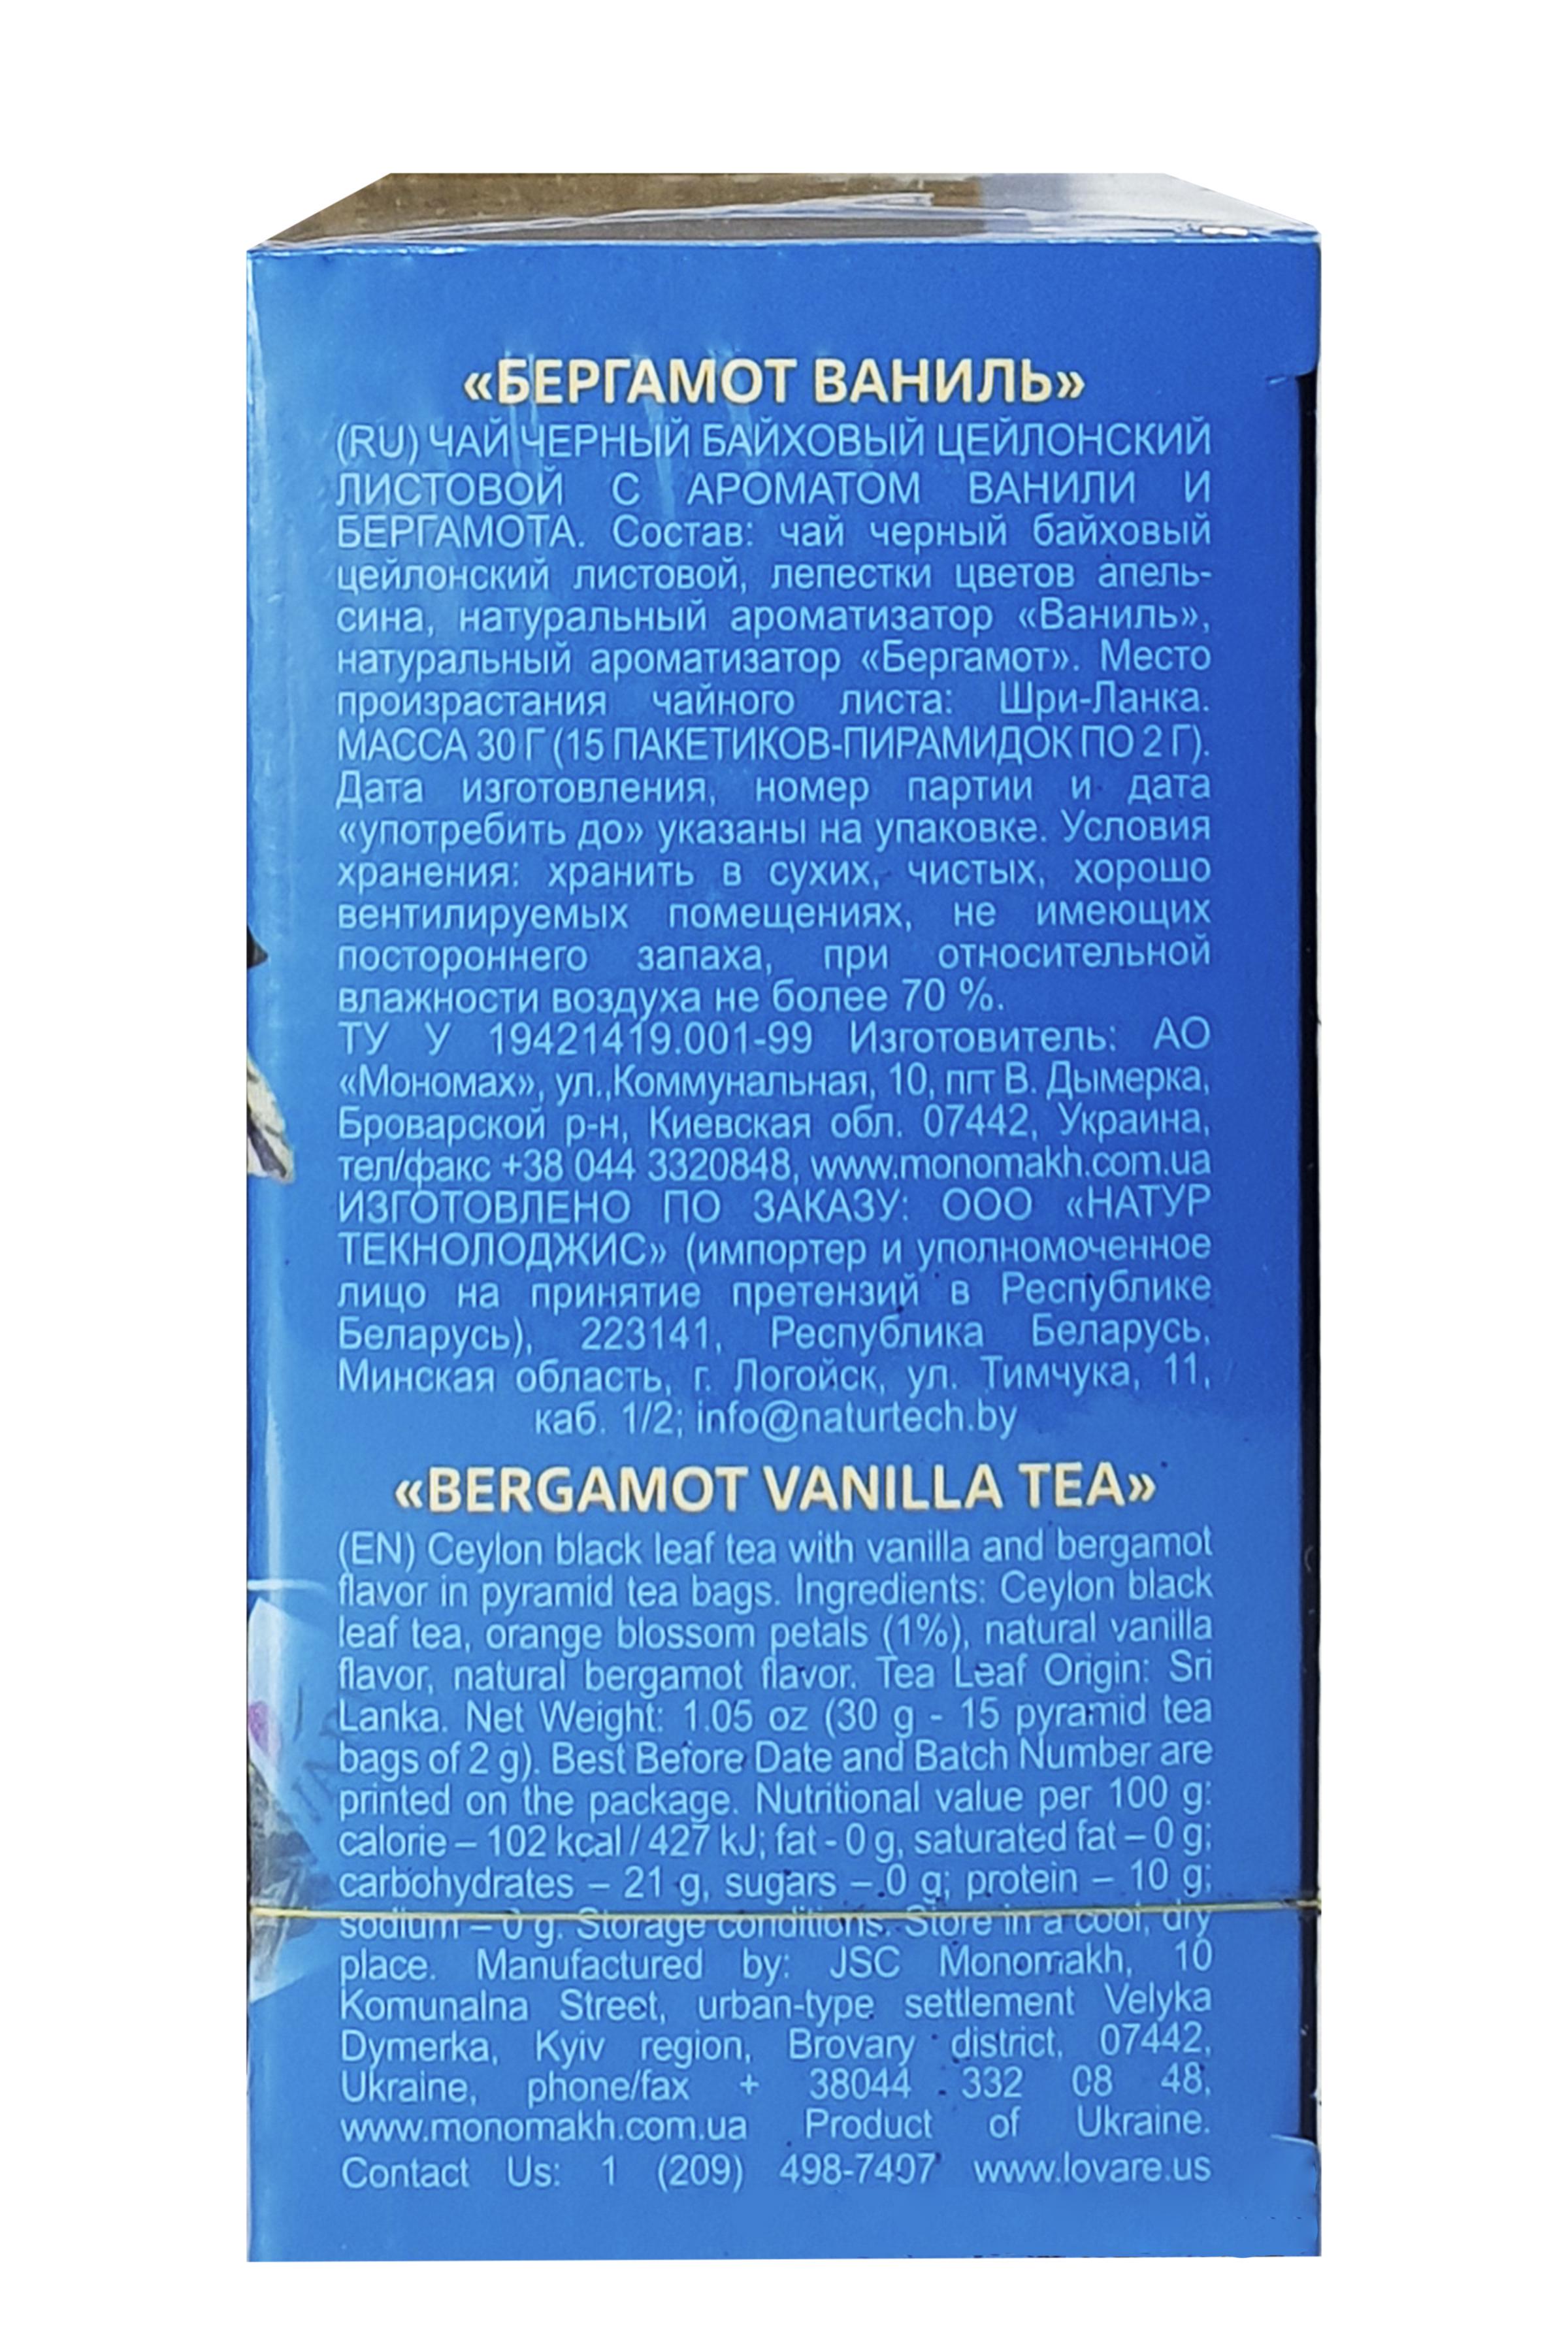 «БЕРГАМОТ ВАНИЛЬ»
(RU) ЧАЙ ЧЕРНЫЙ БАЙХОВЫЙ ЦЕЙЛОНСКИЙ
ЛИСТОВОЙ С АРОМАТОМ ВАНИЛИ И
БЕРГАМОТА. Состав: чай черный байховый
цейлонский листовой, лепестки цветов апель-
сина, натуральный ароматизатор «Ваниль»,
натуральный ароматизатор «Бергамот». Место
произрастания чайного листа: Шри-Ланка.
МАССА 30 Г (15 ПАКЕТИКОВ-ПИРАМИДОК ПО 2 Г).
Дата изготовления, номер партии и дата
«употребить до» указаны на упаковке. Условия
хранения: хранить в сухих, чистых, хорошо
вентилируемых помещениях, не имеющих
постороннего запаха, при относительной
влажности воздуха не более 70 %.
ТУ У 19421419.001-99 Изготовитель: АО
«Мономах», ул.,Коммунальная, 10, пгт В. Дымерка,
Броварской р-н, Киевская обл. 07442, Украина,
тел/факс +38 044 3320848, www.monomakh.com.ua
ИЗГОТОВЛЕНО ПО ЗАКАЗУ: ООО «НАТУР
ТЕКНОЛОДЖИС» (импортер и уполномоченное
лицо на принятие претензий в Республике
Беларусь), 223141, Республика Беларусь,
Минская область, г. Логойск, ул. Тимчука, 11,
каб. 1/2; info@naturtech.by
«BERGAMOT VANILLA TEA»
(EN) Ceylon black leaf tea with vanilla and bergamot
flavor in pyramid tea bags. Ingredients: Ceylon black
leaf tea, orange blossom petals (1%), natural vanilla
flavor, natural bergamot flavor. Tea Leaf Origin: Sri
Lanka. Net Weight: 1.05 oz (30 g - 15 pyramid tea
bags of 2 g). Best Before Date and Batch Number are
printed on the package. Nutritional value per 100 g:
calorie – 102 kcal / 427 kJ; fat - 0 g, saturated fat – 0 g;
carbohydrates – 21 g, sugars – 0 g; protein – 10 g;
sodium – 0 g. Storage conditions. Store in a cool, dry
place. Manufactured by: JSC Monomakh, 10
Komunalna Street, urban-type settlement Velyka
Dymerka, Kyiv region, Brovary district, 07442,
Ukraine, phone/fax + 38044 332 08 48,
www.monomakh.com.ua Product of Ukraine.
Contact Us: 1 (209) 498-7407 www.lovare.us